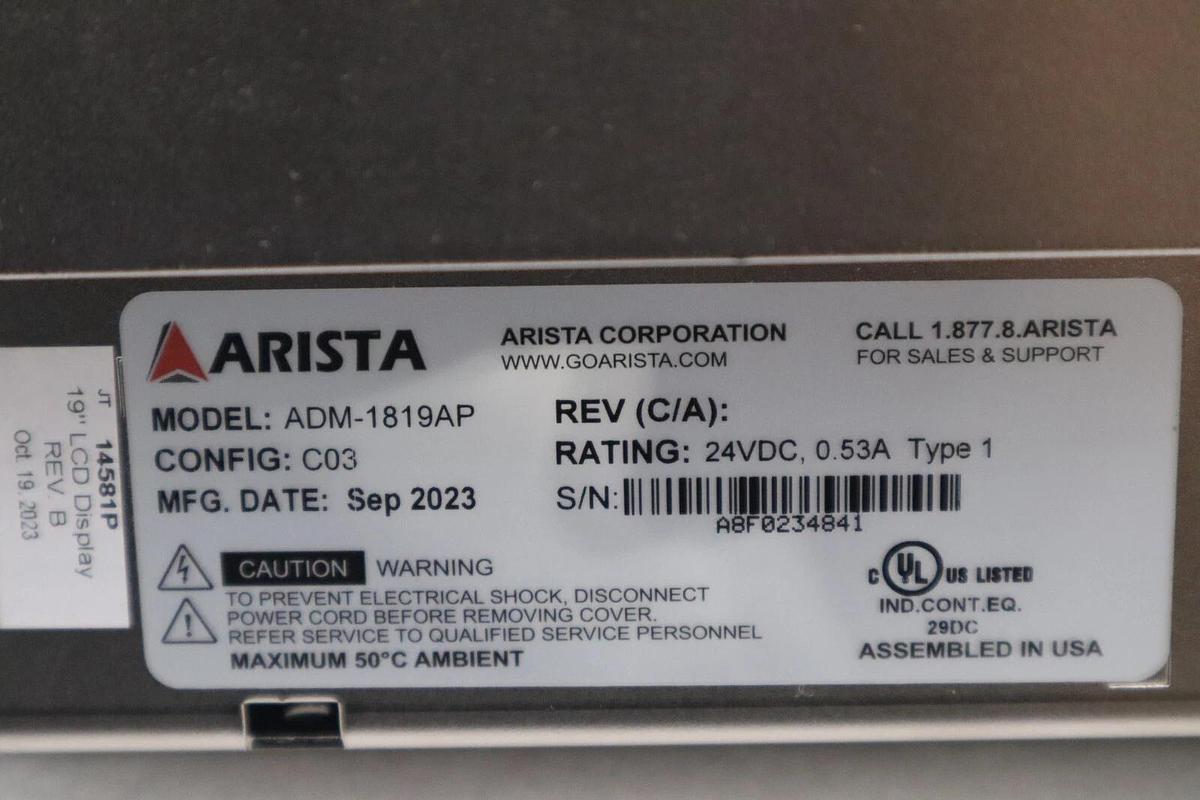 ARISTA
ARISTA CORPORATION
WWW.GOARISTA.COM
CALL 1.877.8.ARISTA
FOR SALES & SUPPORT
MODEL: ADM-1819AP
CONFIG: C03
MFG. DATE: Sep 2023
REV (C/A):
RATING: 24VDC, 0.53A Type 1
S/N:
A8F0234841
CAUTION WARNING
TO PREVENT ELECTRICAL SHOCK, DISCONNECT
POWER CORD BEFORE REMOVING COVER.
REFER SERVICE TO QUALIFIED SERVICE PERSONNEL
MAXIMUM 50°C AMBIENT
C UL US LISTED
IND.CONT.EQ.
29DC
ASSEMBLED IN USA
JT 14581P
19" LCD Display
REV. B
Oct. 19. 2023